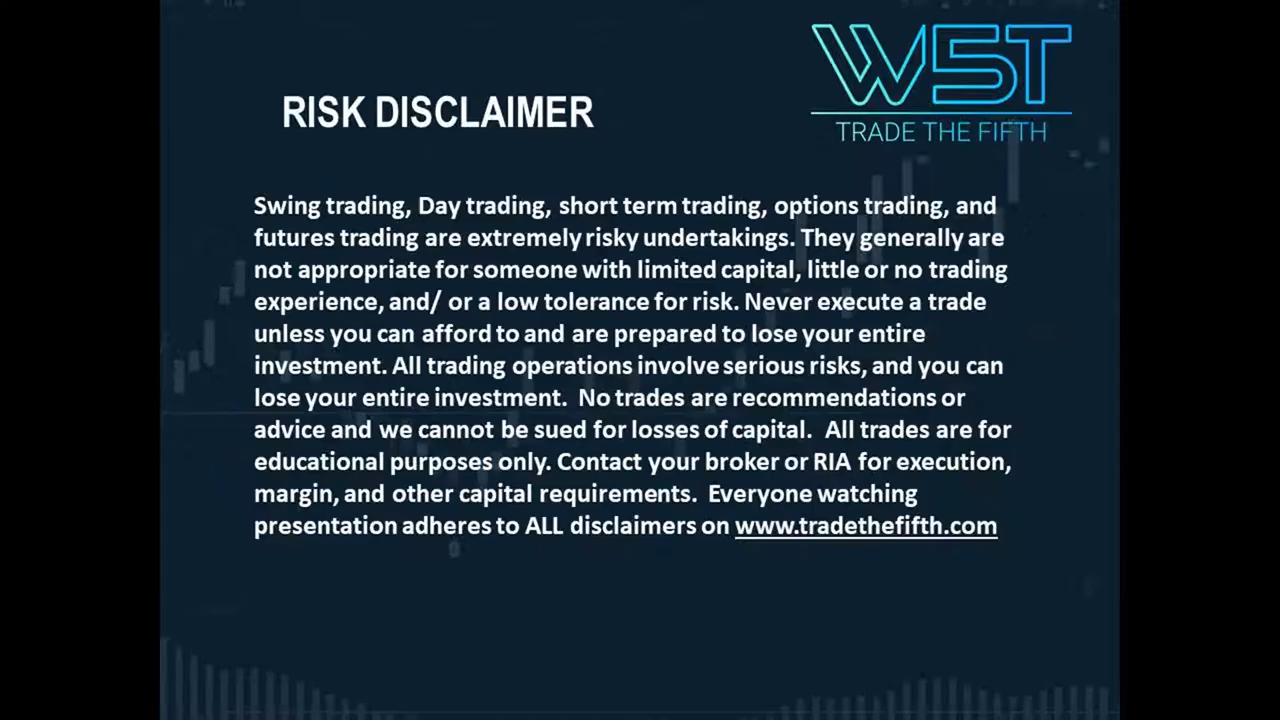 W5T
TRADE THE FIFTH
RISK DISCLAIMER
Swing trading, Day trading, short term trading, options trading, and
futures trading are extremely risky undertakings. They generally are
not appropriate for someone with limited capital, little or no trading
experience, and/ or a low tolerance for risk. Never execute a trade
unless you can afford to and are prepared to lose your entire
investment. All trading operations involve serious risks, and you can
lose your entire investment.  No trades are recommendations or
advice and we cannot be sued for losses of capital.  All trades are for
educational purposes only. Contact your broker or RIA for execution,
margin, and other capital requirements.  Everyone watching
presentation adheres to ALL disclaimers on www.tradethefifth.com